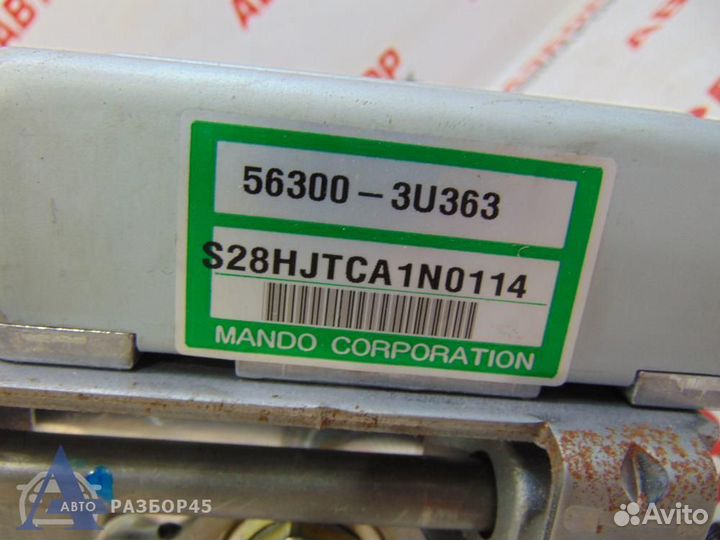 56300-3U363
S28HJTCA1N0114
MANDO CORPORATION
АВТО РАЗБОР45
Avito